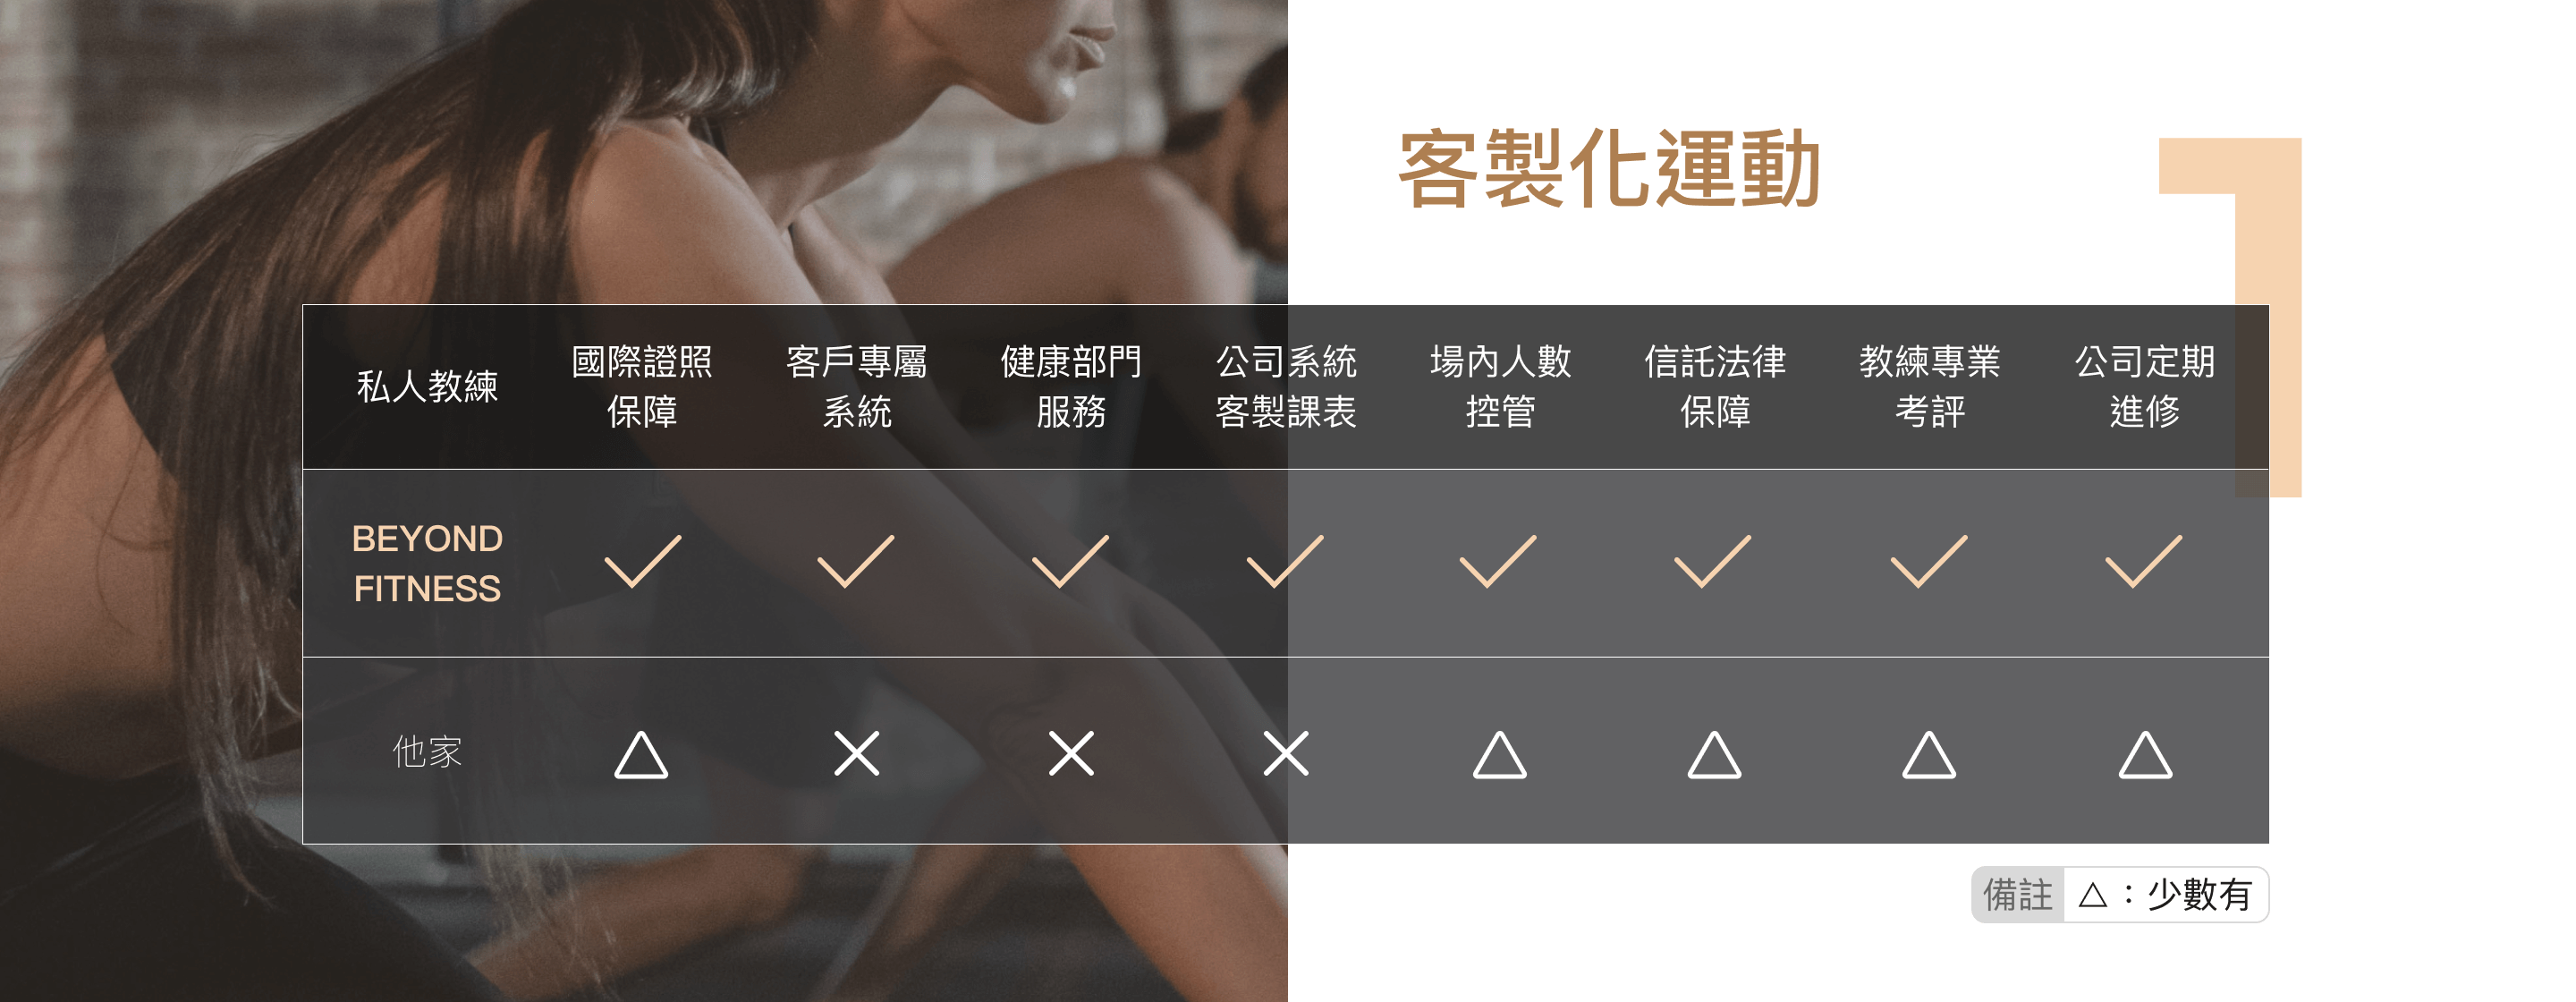 客製化運動
1
私人教練
國際證照
保障
客戶專屬
系統
健康部門
服務
公司系統
客製課表
場內人數
控管
信託法律
保障
教練專業
考評
公司定期
進修
BEYOND
FITNESS
他家
備註 △：少數有